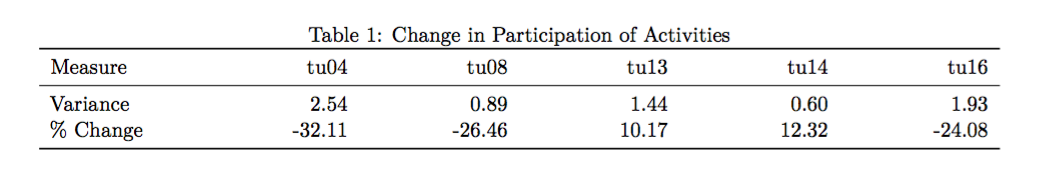 Table 1: Change in Participation of Activities
Measure tu04 tu08 tu13 tu14 tu16
Variance 2.54 0.89 1.44 0.60 1.93
% Change -32.11 -26.46 10.17 12.32 -24.08